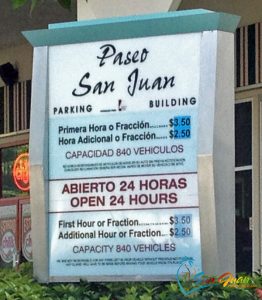 Paseo
San Juan
PARKING BUILDING
Primera Hora o Fracción.....$3.50
Hora Adicional o Fracción...$2.50
CAPACIDAD 840 VEHICULOS
ABIERTO 24 HORAS
OPEN 24 HOURS
First Hour or Fraction.......$3.50
Additional Hour or Fraction...$2.50
CAPACITY 840 VEHICLES